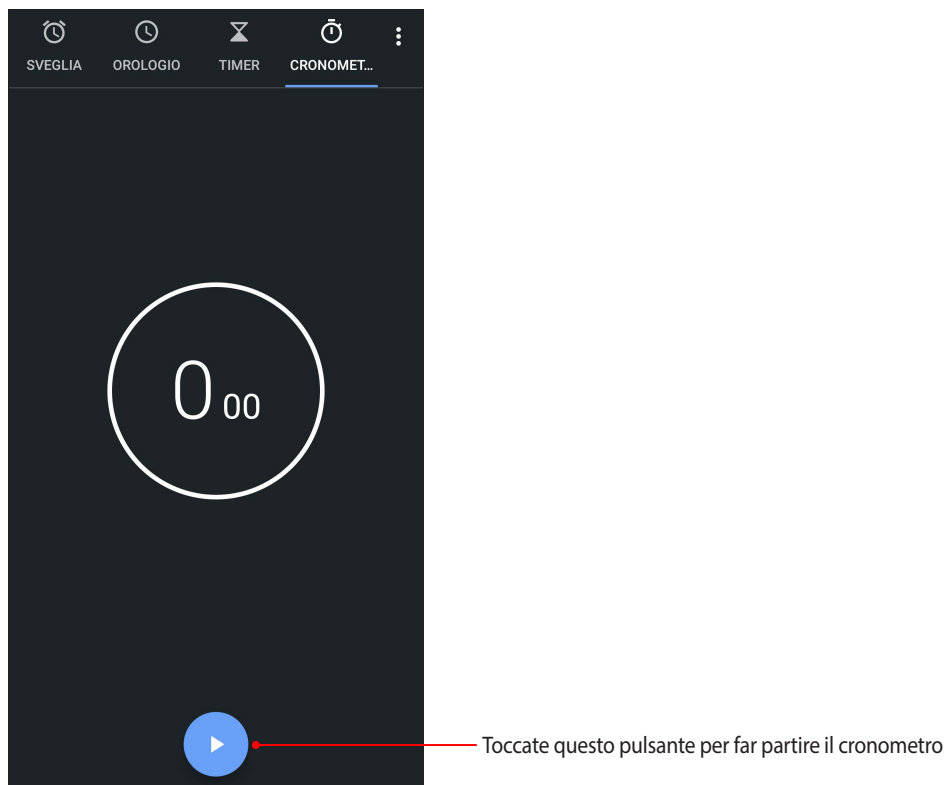 SVEGLIA OROLOGIO TIMER CRONOMET...
0 00
Toccate questo pulsante per far partire il cronometro